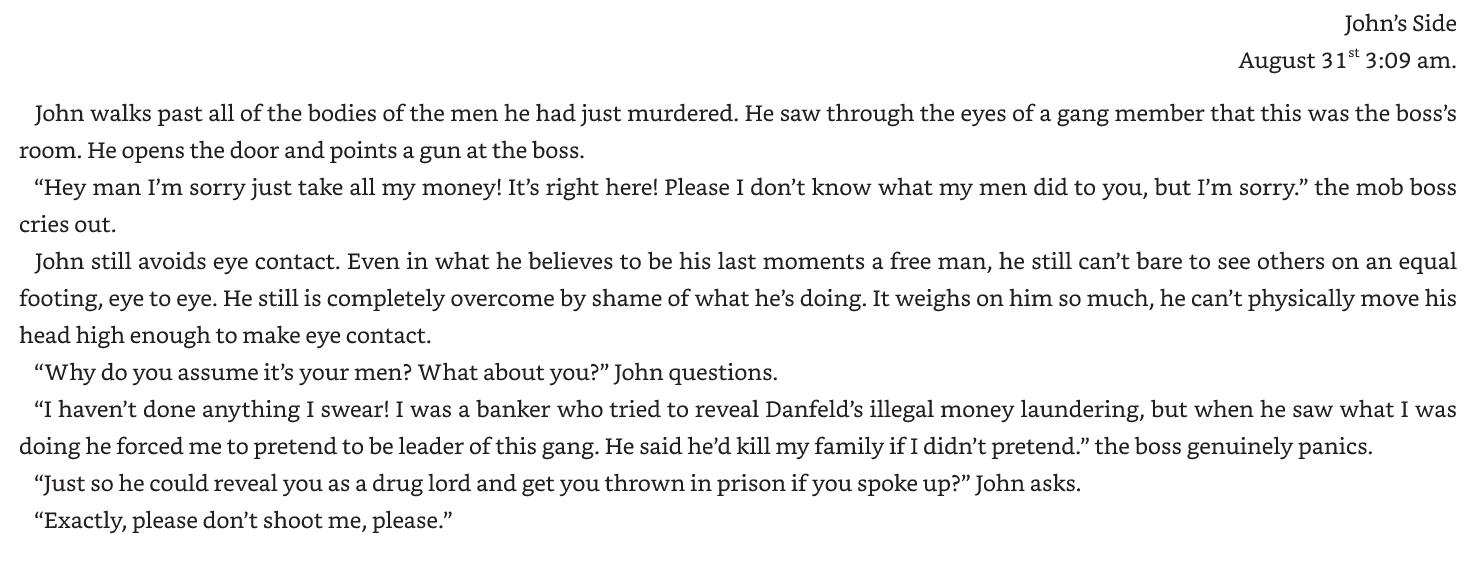 John’s Side
August 31st 3:09 am.
John walks past all of the bodies of the men he had just murdered. He saw through the eyes of a gang member that this was the boss’s
room. He opens the door and points a gun at the boss.
“Hey man I’m sorry just take all my money! It’s right here! Please I don’t know what my men did to you, but I’m sorry.” the mob boss
cries out.
John still avoids eye contact. Even in what he believes to be his last moments a free man, he still can’t bare to see others on an equal
footing, eye to eye. He still is completely overcome by shame of what he’s doing. It weighs on him so much, he can’t physically move his
head high enough to make eye contact.
“Why do you assume it’s your men? What about you?” John questions.
“I haven’t done anything I swear! I was a banker who tried to reveal Danfeld’s illegal money laundering, but when he saw what I was
doing he forced me to pretend to be leader of this gang. He said he’d kill my family if I didn’t pretend.” the boss genuinely panics.
“Just so he could reveal you as a drug lord and get you thrown in prison if you spoke up?” John asks.
“Exactly, please don’t shoot me, please.”